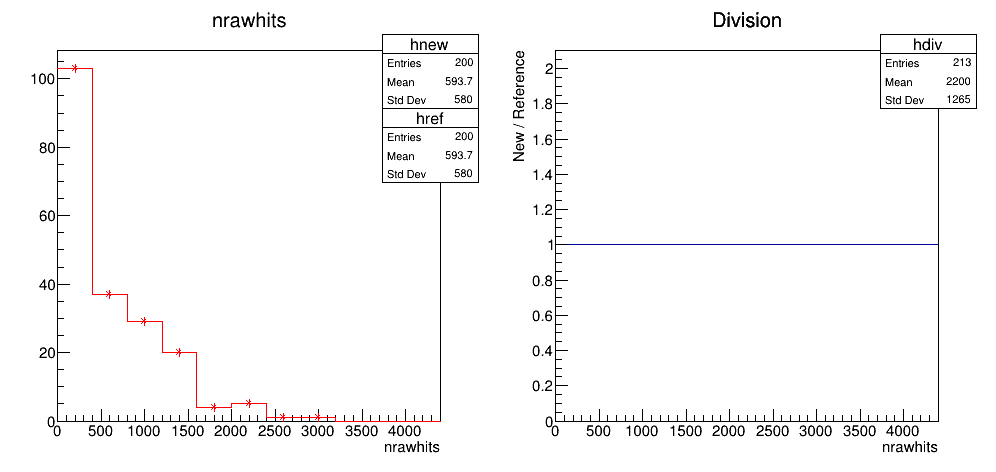 nrawhits
hnew
Entries 200
Mean 593.7
Std Dev 580
href
Entries 200
Mean 593.7
Std Dev 580
100
80
60
40
20
0
0 500 1000 1500 2000 2500 3000 3500 4000
nrawhits
Division
hdiv
Entries 213
Mean 2200
Std Dev 1265
New / Reference
2
1.8
1.6
1.4
1.2
1
0.8
0.6
0.4
0.2
0
0 500 1000 1500 2000 2500 3000 3500 4000
nrawhits